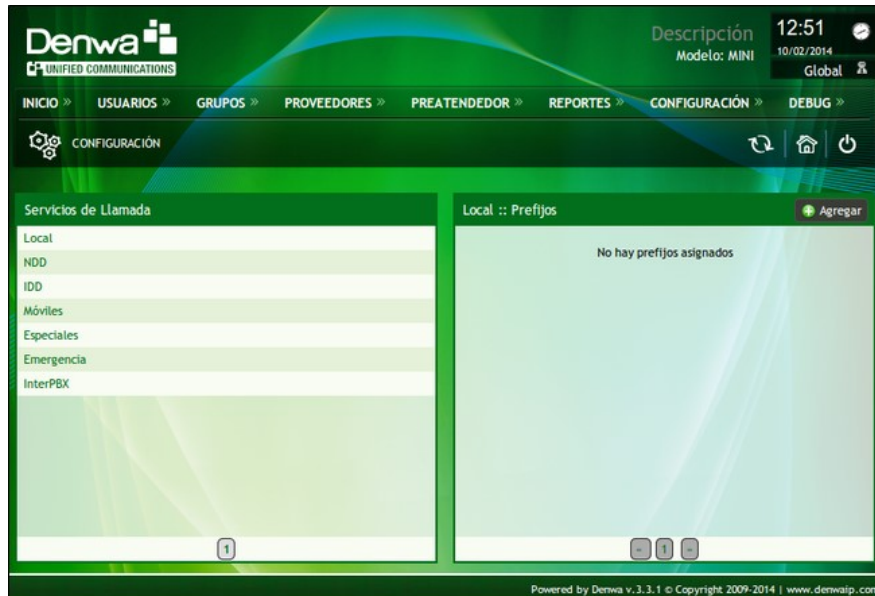 Denwa
UNIFIED COMMUNICATIONS
Descripción
Modelo: MINI
12:51
10/02/2014
Global
INICIO » USUARIOS » GRUPOS » PROVEEDORES » PREATENDEDOR » REPORTES » CONFIGURACIÓN » DEBUG »
CONFIGURACIÓN
Servicios de Llamada
Local
NDD
IDD
Móviles
Especiales
Emergencia
InterPBX
1
Local :: Prefijos
Agregar
No hay prefijos asignados
- 1 -
Powered by Denwa v.3.3.1 © Copyright 2009-2014 | www.denwaip.com